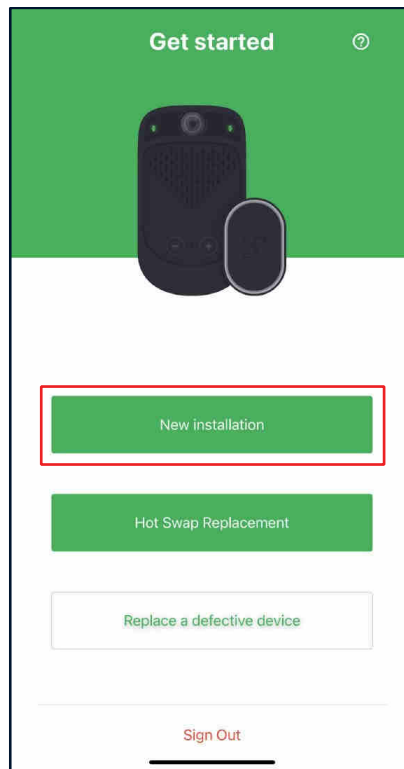 Get started
New installation
Hot Swap Replacement
Replace a defective device
Sign Out